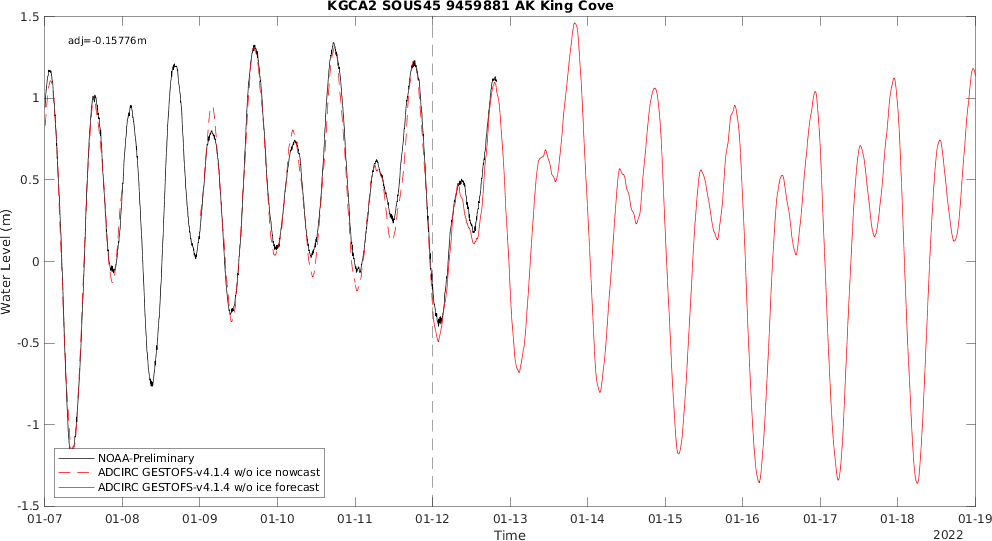 KGCA2 SOUS45 9459881 AK King Cove
adj=-0.15776m
1.5
1
0.5
0
-0.5
-1
-1.5
Water Level (m)
NOAA-Preliminary
ADCIRC GESTOFS-v4.1.4 w/o ice nowcast
ADCIRC GESTOFS-v4.1.4 w/o ice forecast
01-07 01-08 01-09 01-10 01-11 01-12 01-13 01-14 01-15 01-16 01-17 01-18 01-19
Time
2022